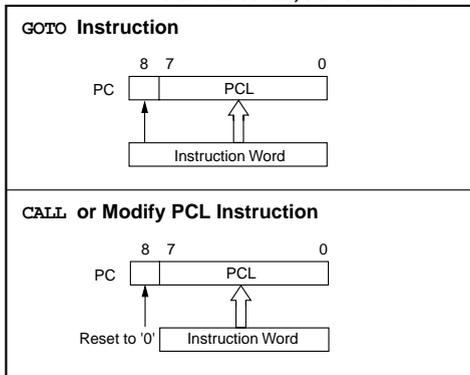 GOTO Instruction
8 7 0
PC PCL
Instruction Word
CALL or Modify PCL Instruction
8 7 0
PC PCL
Reset to '0' Instruction Word